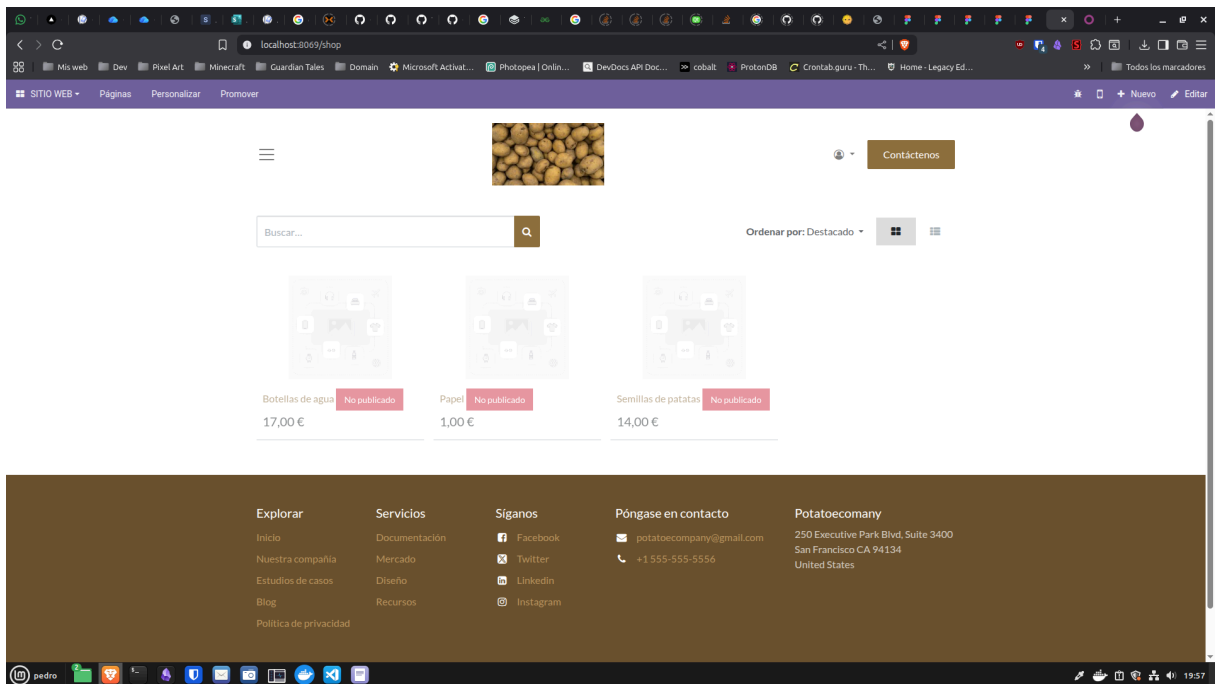 localhost:8069/shop
Mis web Dev Pixel Art Minecraft Guardian Tales Domain Microsoft Activat... Photopea | Onlin... DevDocs API Doc... cobalt ProtonDB Crontab.guru - Th... Home - Legacy Ed... » Todos los marcadores
SITIO WEB Páginas Personalizar Promover + Nuevo Editar
Contáctenos
Buscar... Ordenar por: Destacado
Botellas de agua No publicado Papel No publicado Semillas de patatas No publicado
17,00 € 1,00 € 14,00 €
Explorar Servicios Síganos Póngase en contacto Potatoecomany
Inicio Documentación Facebook potatoecompany@gmail.com 250 Executive Park Blvd, Suite 3400
Nuestra compañía Mercado Twitter +1 555-555-5556 San Francisco CA 94134
Estudios de casos Diseño Linkedin United States
Blog Recursos Instagram
Política de privacidad
pedro 2 19:57